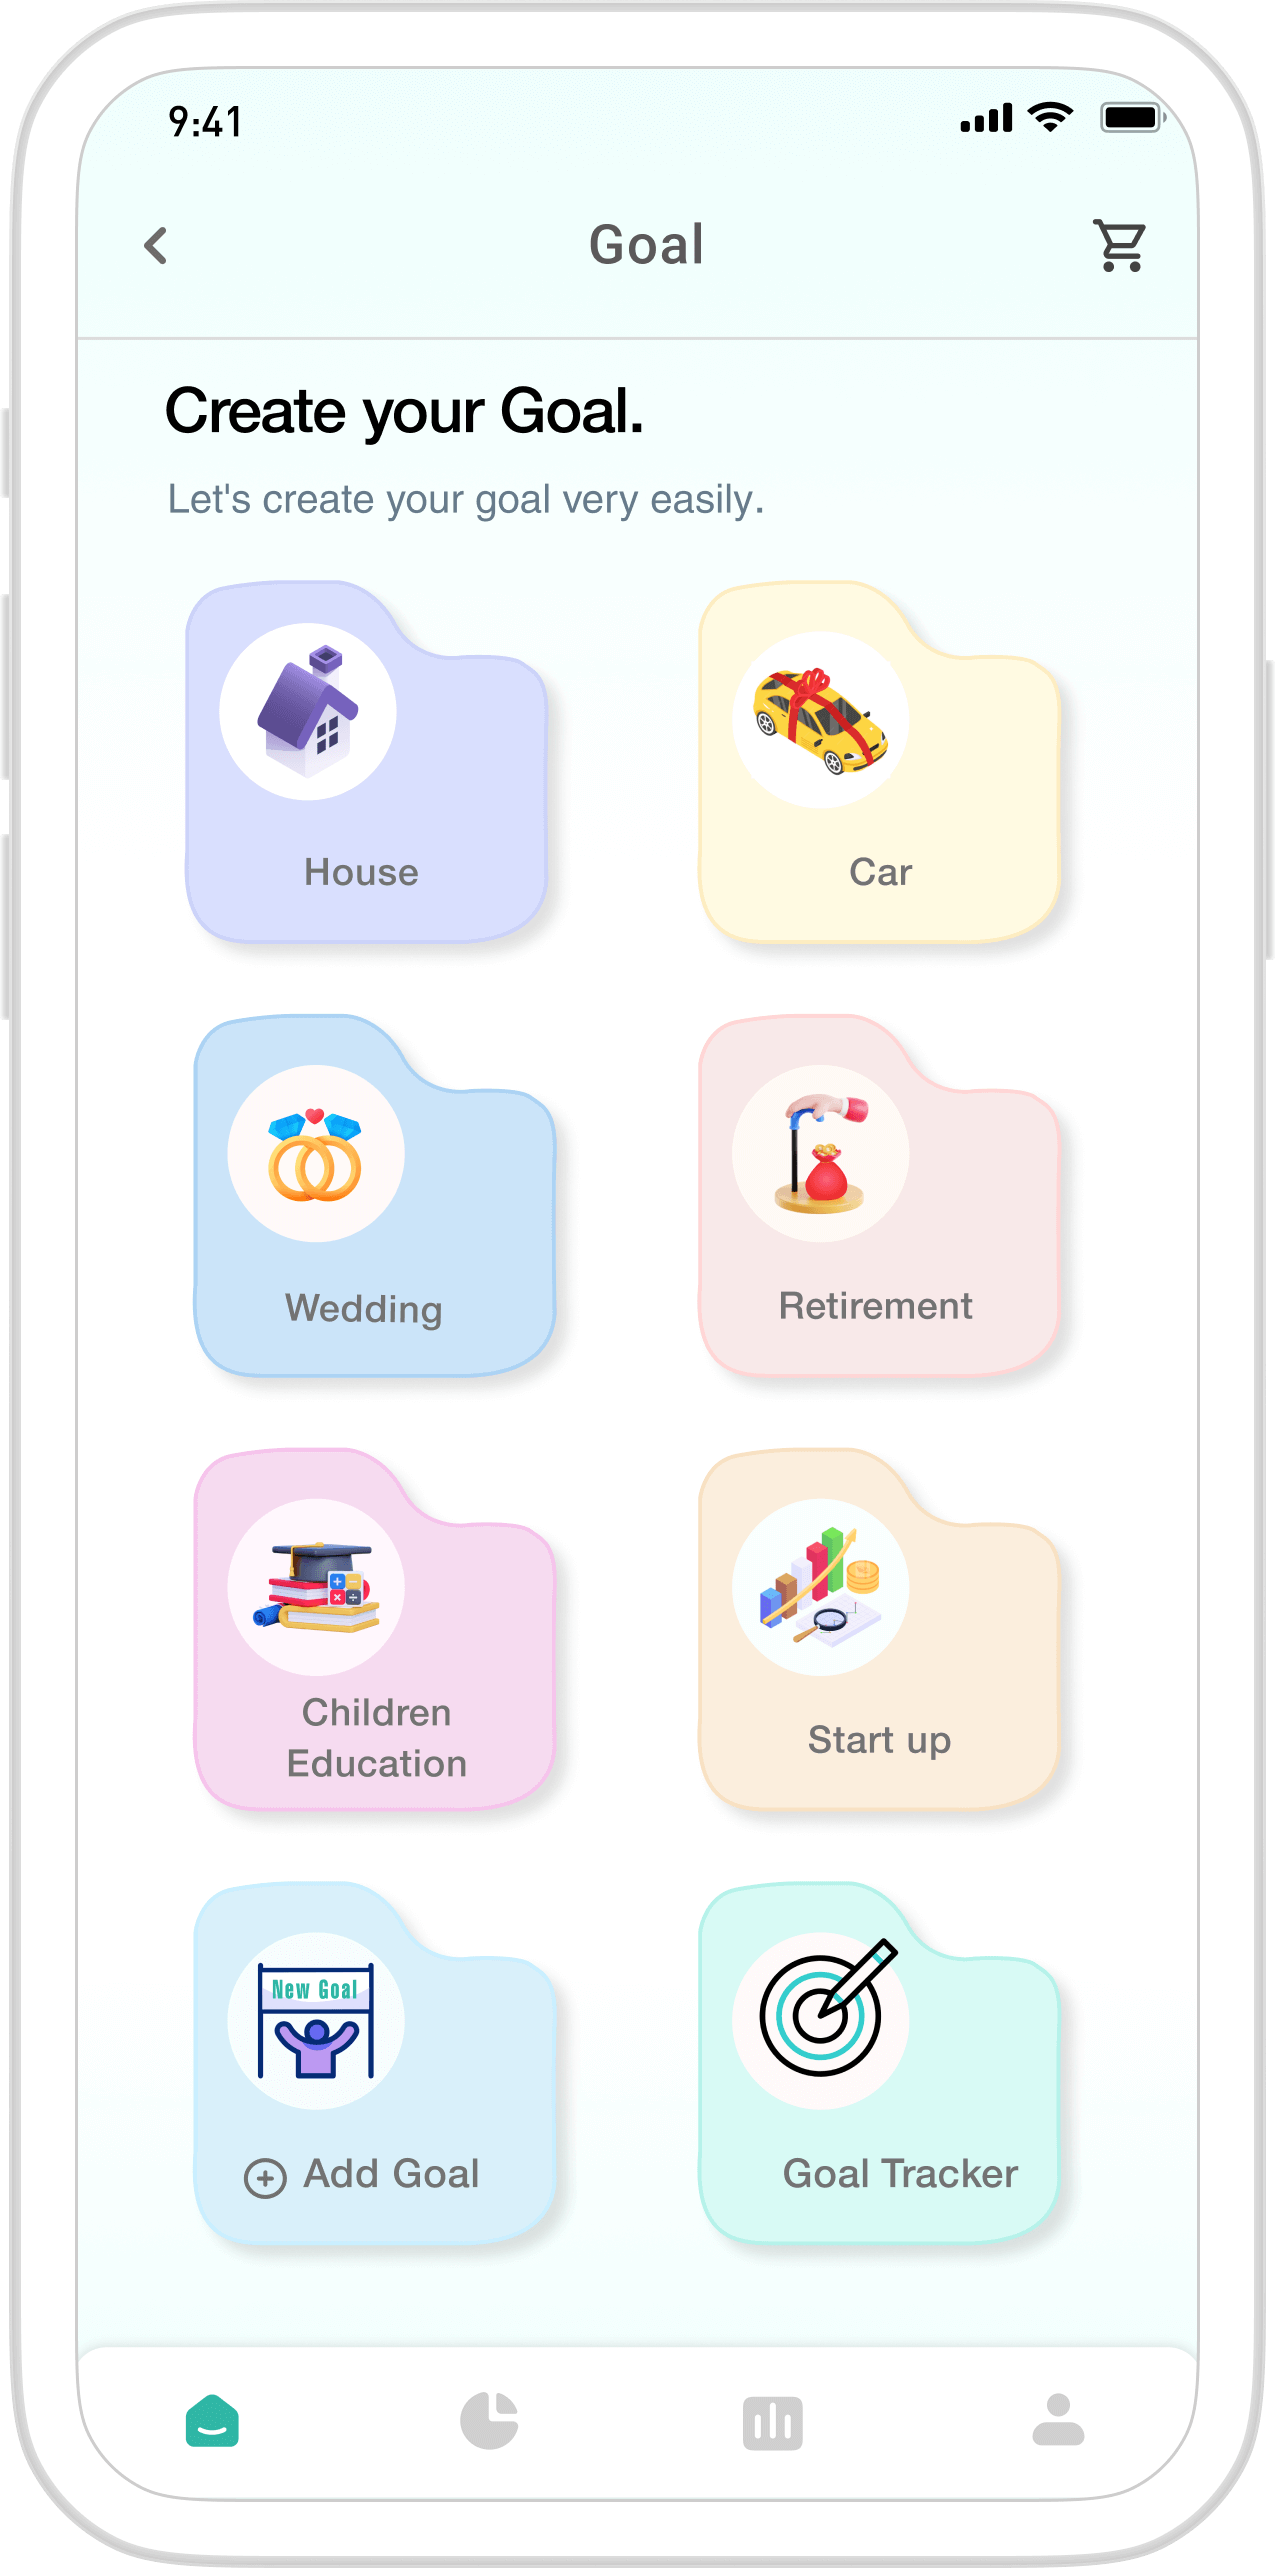 9:41
Goal
Create your Goal.
Let's create your goal very easily.
House
Car
Wedding
Retirement
Children
Education
Start up
New Goal
Add Goal
Goal Tracker